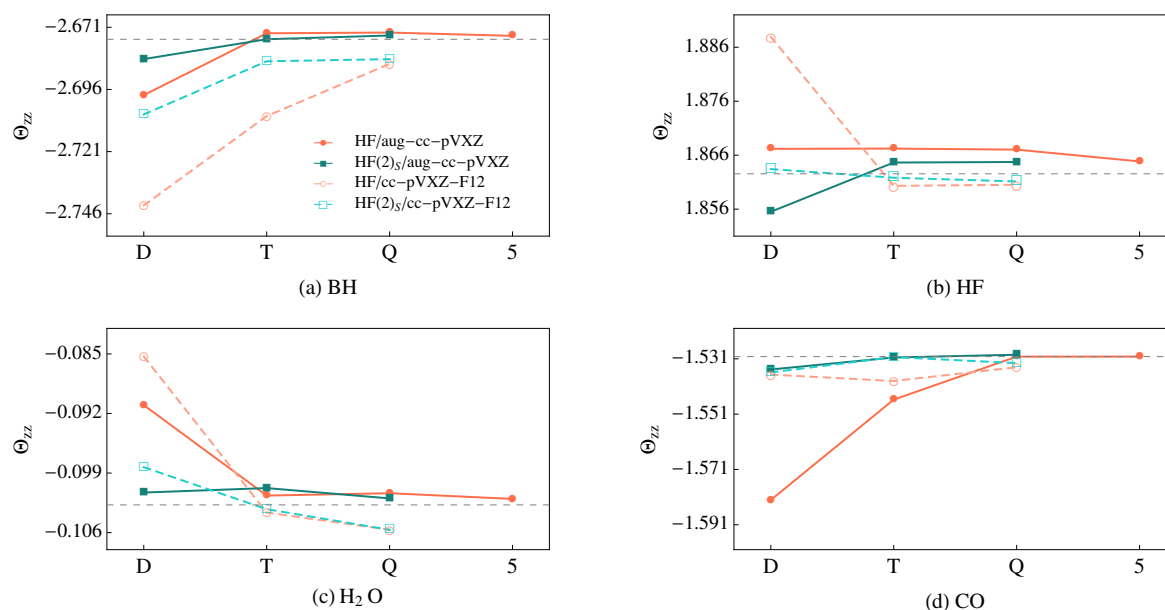 −2.671
−2.696
−2.721
−2.746
Θzz
HF/aug−cc−pVXZ
HF(2)S/aug−cc−pVXZ
HF/cc−pVXZ−F12
HF(2)S/cc−pVXZ−F12
D T Q 5
(a) BH
1.886
1.876
1.866
1.856
Θzz
D T Q 5
(b) HF
−0.085
−0.092
−0.099
−0.106
Θzz
D T Q 5
(c) H2 O
−1.531
−1.551
−1.571
−1.591
Θzz
D T Q 5
(d) CO